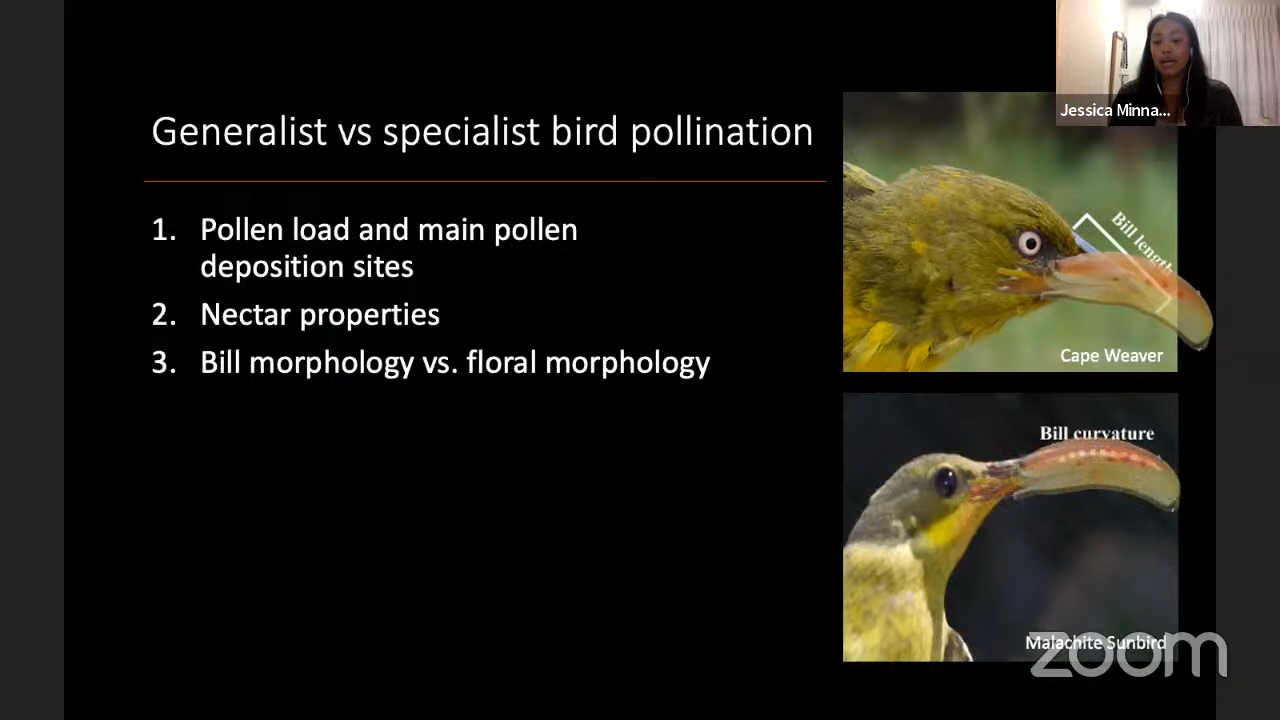 Jessica Minna...
Generalist vs specialist bird pollination
1. Pollen load and main pollen
deposition sites
2. Nectar properties
3. Bill morphology vs. floral morphology
Bill length
Cape Weaver
Bill curvature
Malachite Sunbird
zoom